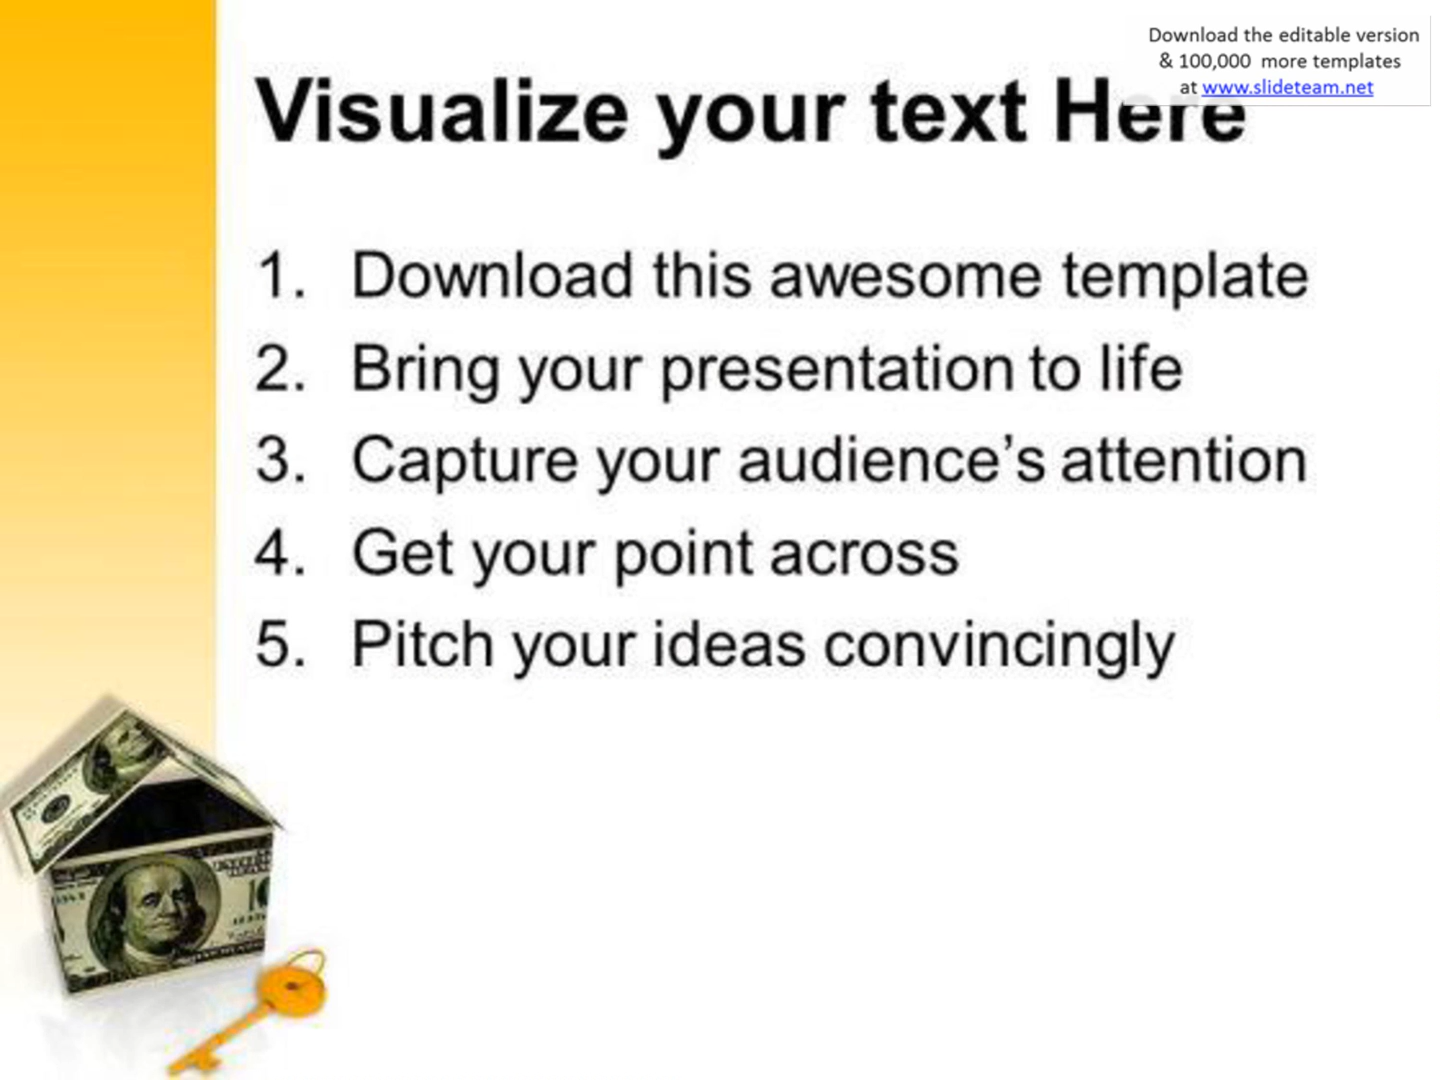 Download the editable version
& 100,000 more templates
at www.slideteam.net
Visualize your text Here
1. Download this awesome template
2. Bring your presentation to life
3. Capture your audience’s attention
4. Get your point across
5. Pitch your ideas convincingly